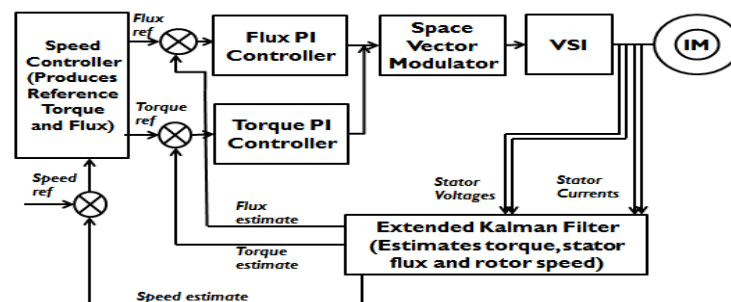 Flux
ref
Speed
Controller
(Produces
Reference
Torque
and Flux)
Flux PI
Controller
Space
Vector
Modulator
VSI
IM
Torque
ref
Torque PI
Controller
Speed
ref
Stator
Voltages
Stator
Currents
Flux
estimate
Torque
estimate
Extended Kalman Filter
(Estimates torque, stator
flux and rotor speed)
Speed estimate